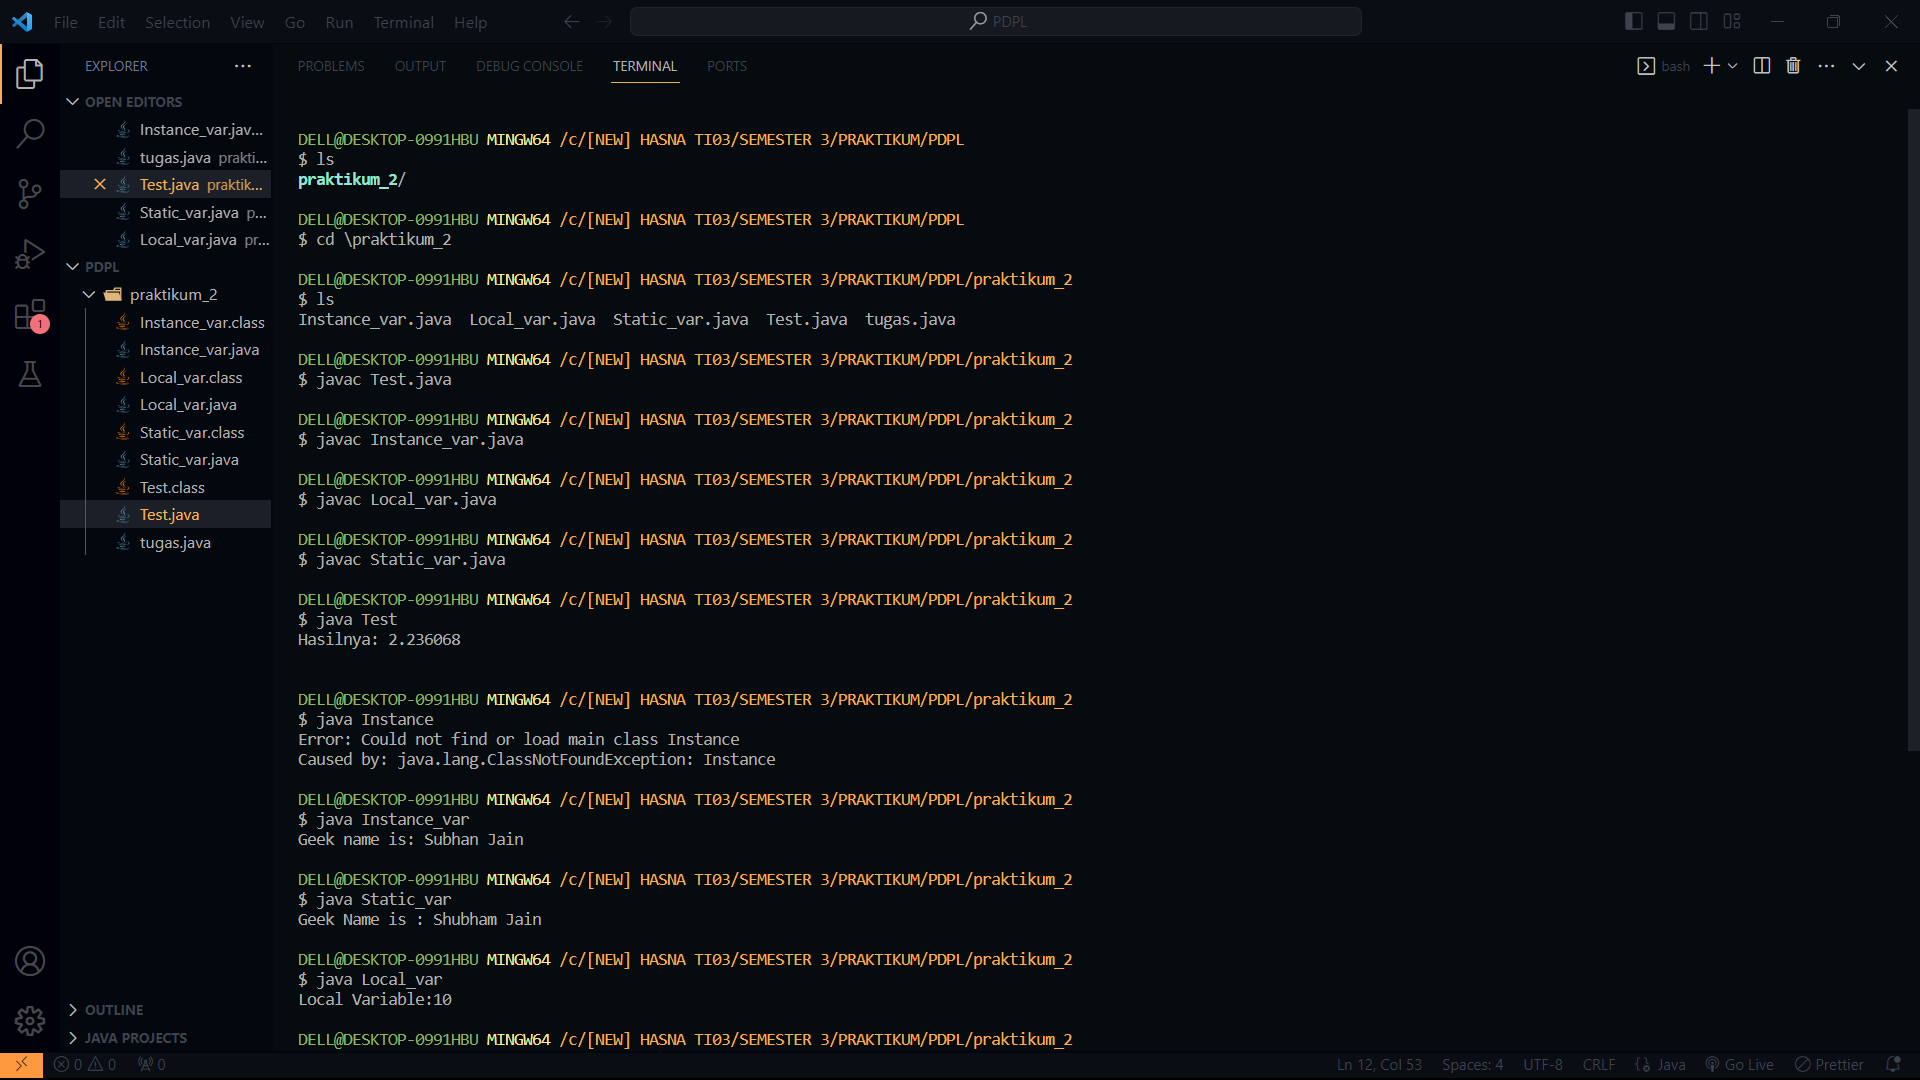 File Edit Selection View Go Run Terminal Help
PDPL
EXPLORER
OPEN EDITORS
Instance_var.jav...
tugas.java prakti...
Test.java praktik...
Static_var.java p...
Local_var.java pr...
PDPL
praktikum_2
Instance_var.class
Instance_var.java
Local_var.class
Local_var.java
Static_var.class
Static_var.java
Test.class
Test.java
tugas.java
OUTLINE
JAVA PROJECTS
1
PROBLEMS OUTPUT DEBUG CONSOLE TERMINAL PORTS
bash
DELL@DESKTOP-0991HBU MINGW64 /c/[NEW] HASNA TI03/SEMESTER 3/PRAKTIKUM/PDPL
$ ls
praktikum_2/
DELL@DESKTOP-0991HBU MINGW64 /c/[NEW] HASNA TI03/SEMESTER 3/PRAKTIKUM/PDPL
$ cd \praktikum_2
DELL@DESKTOP-0991HBU MINGW64 /c/[NEW] HASNA TI03/SEMESTER 3/PRAKTIKUM/PDPL/praktikum_2
$ ls
Instance_var.java Local_var.java Static_var.java Test.java tugas.java
DELL@DESKTOP-0991HBU MINGW64 /c/[NEW] HASNA TI03/SEMESTER 3/PRAKTIKUM/PDPL/praktikum_2
$ javac Test.java
DELL@DESKTOP-0991HBU MINGW64 /c/[NEW] HASNA TI03/SEMESTER 3/PRAKTIKUM/PDPL/praktikum_2
$ javac Instance_var.java
DELL@DESKTOP-0991HBU MINGW64 /c/[NEW] HASNA TI03/SEMESTER 3/PRAKTIKUM/PDPL/praktikum_2
$ javac Local_var.java
DELL@DESKTOP-0991HBU MINGW64 /c/[NEW] HASNA TI03/SEMESTER 3/PRAKTIKUM/PDPL/praktikum_2
$ javac Static_var.java
DELL@DESKTOP-0991HBU MINGW64 /c/[NEW] HASNA TI03/SEMESTER 3/PRAKTIKUM/PDPL/praktikum_2
$ java Test
Hasilnya: 2.236068
DELL@DESKTOP-0991HBU MINGW64 /c/[NEW] HASNA TI03/SEMESTER 3/PRAKTIKUM/PDPL/praktikum_2
$ java Instance
Error: Could not find or load main class Instance
Caused by: java.lang.ClassNotFoundException: Instance
DELL@DESKTOP-0991HBU MINGW64 /c/[NEW] HASNA TI03/SEMESTER 3/PRAKTIKUM/PDPL/praktikum_2
$ java Instance_var
Geek name is: Subhan Jain
DELL@DESKTOP-0991HBU MINGW64 /c/[NEW] HASNA TI03/SEMESTER 3/PRAKTIKUM/PDPL/praktikum_2
$ java Static_var
Geek Name is : Shubham Jain
DELL@DESKTOP-0991HBU MINGW64 /c/[NEW] HASNA TI03/SEMESTER 3/PRAKTIKUM/PDPL/praktikum_2
$ java Local_var
Local Variable:10
DELL@DESKTOP-0991HBU MINGW64 /c/[NEW] HASNA TI03/SEMESTER 3/PRAKTIKUM/PDPL/praktikum_2
0 0 0 Ln 12, Col 53 Spaces: 4 UTF-8 CRLF {} Java Go Live Prettier